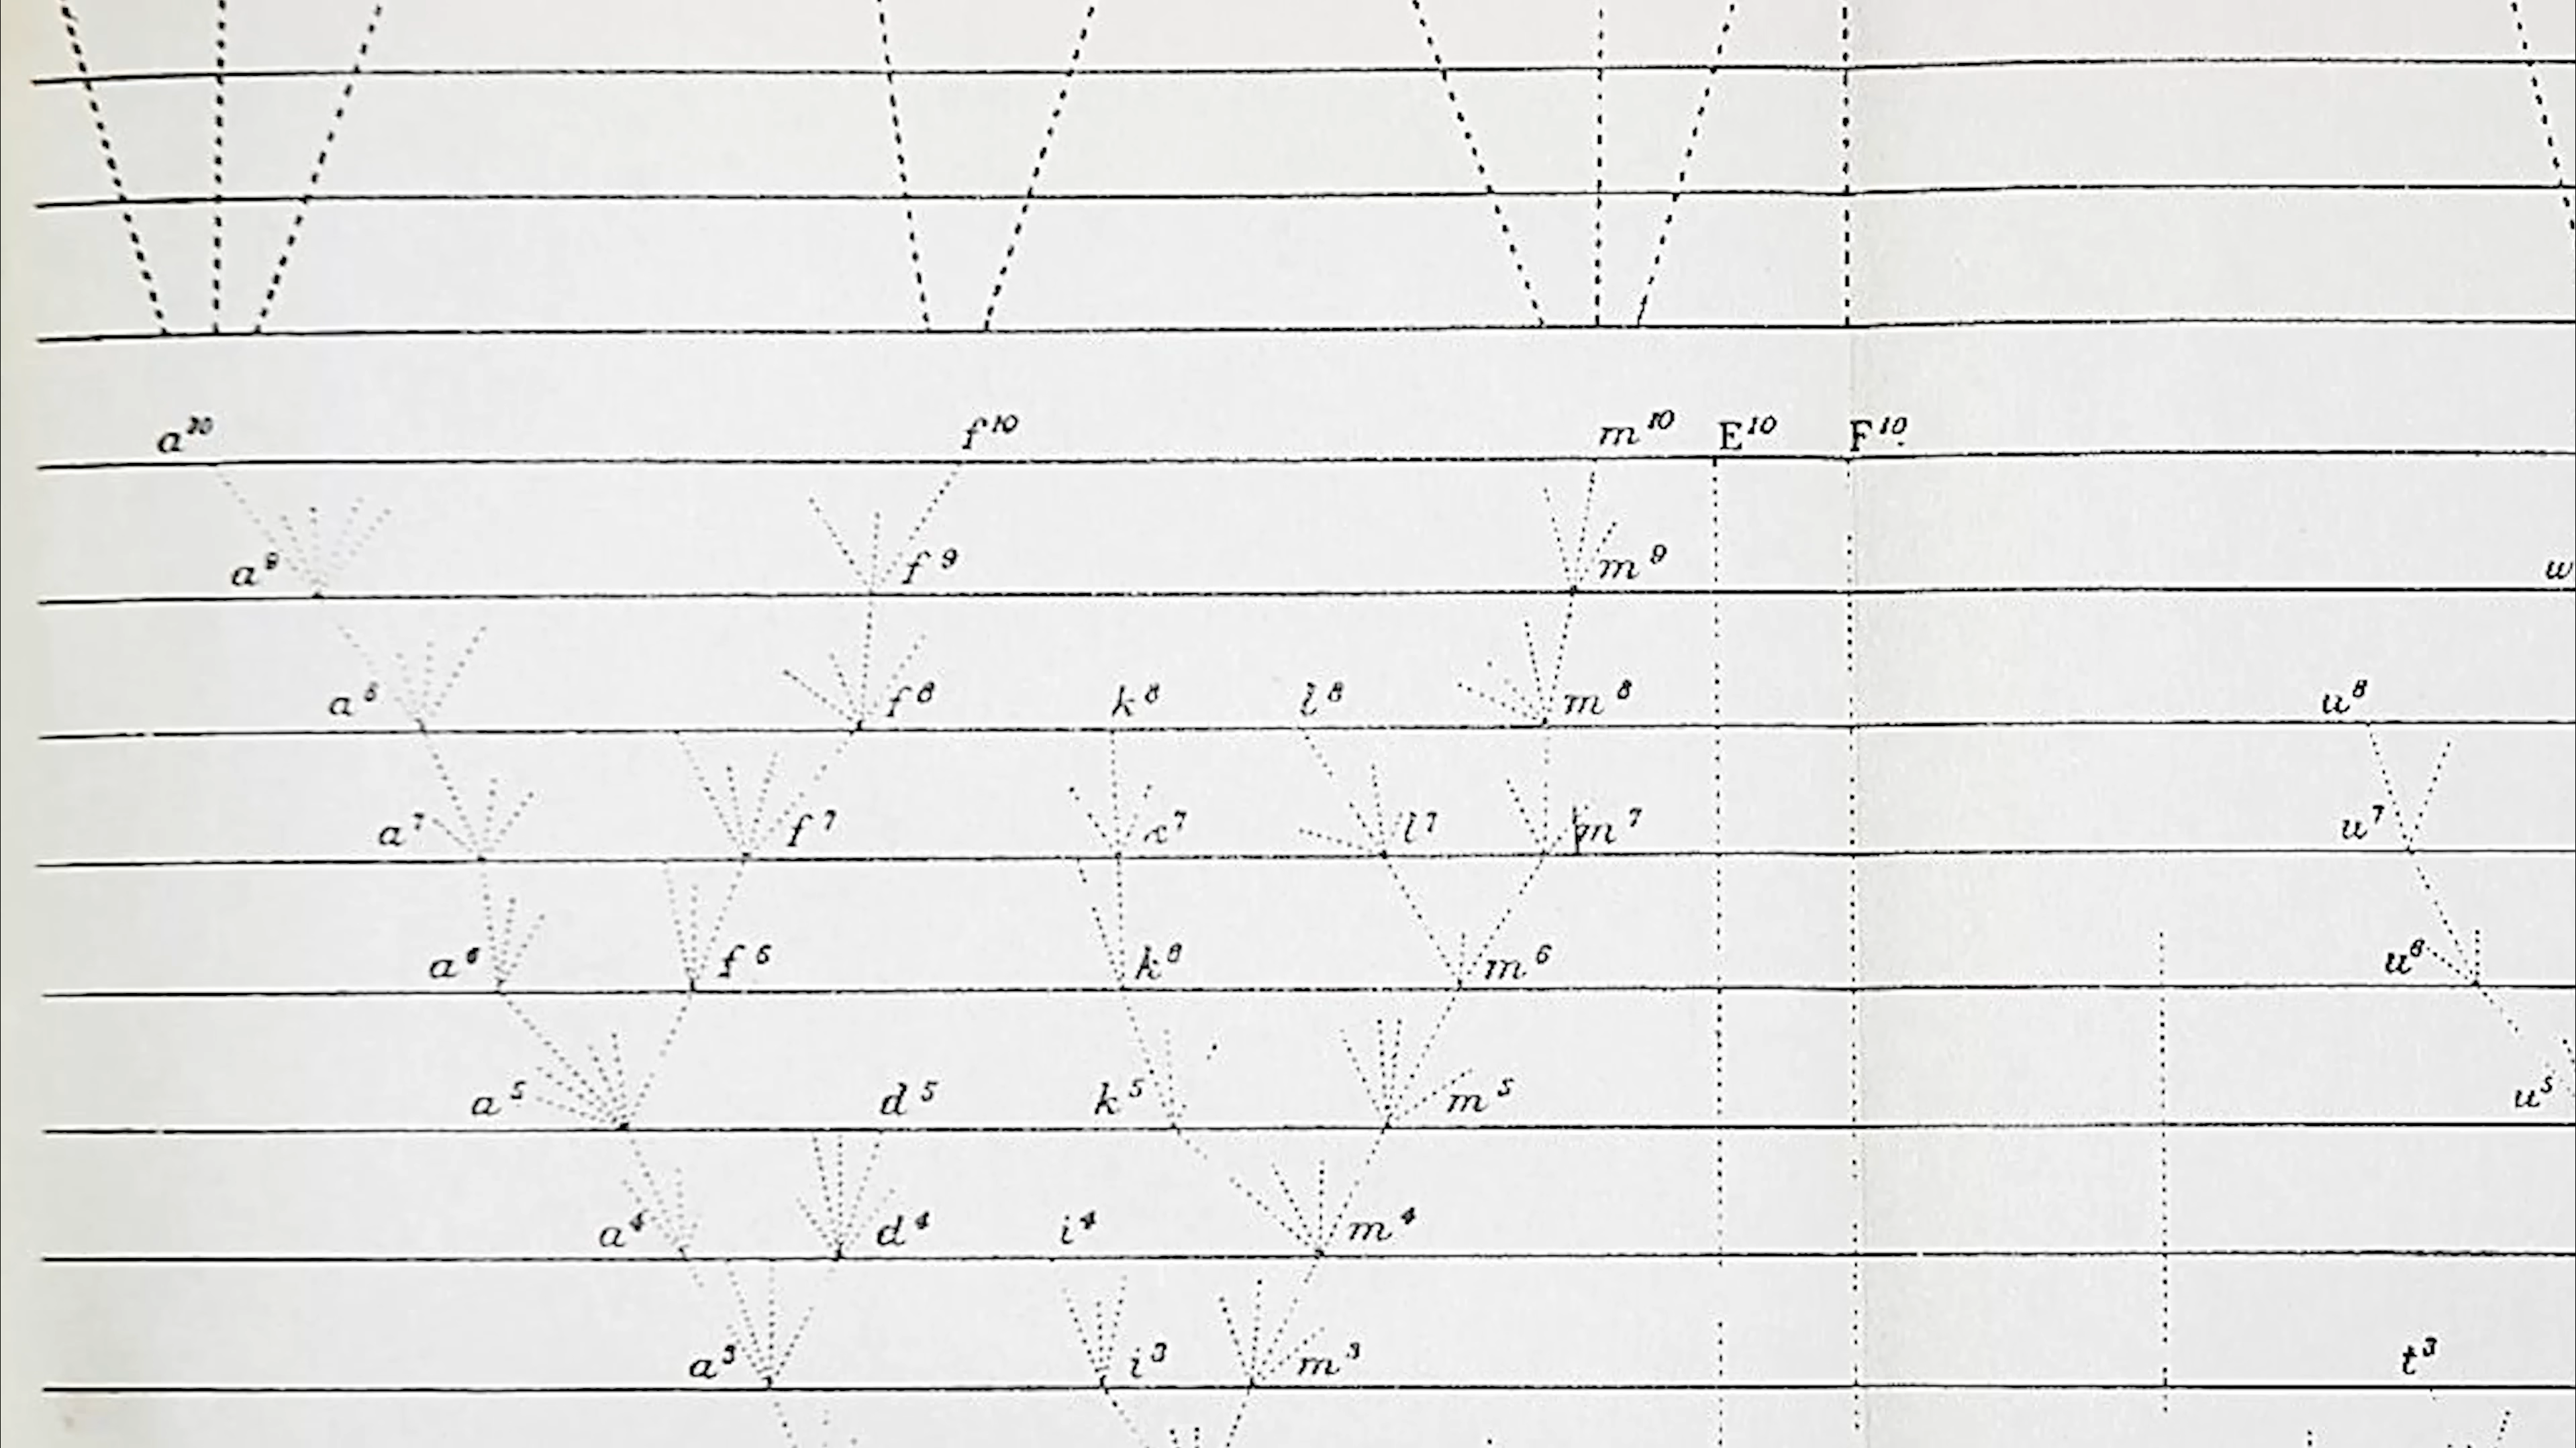 a¹⁰ f¹⁰ m¹⁰ E¹⁰ F¹⁰
a⁹ f⁹ m⁹ w
a⁸ f⁸ k⁸ l⁸ m⁸ u⁸
a⁷ f⁷ l⁷ m⁷ u⁷
a⁶ f⁶ k⁶ m⁶ u⁶
a⁵ d⁵ k⁵ m⁵ u⁵
a⁴ d⁴ i⁴ m⁴
a³ i³ m³ t³